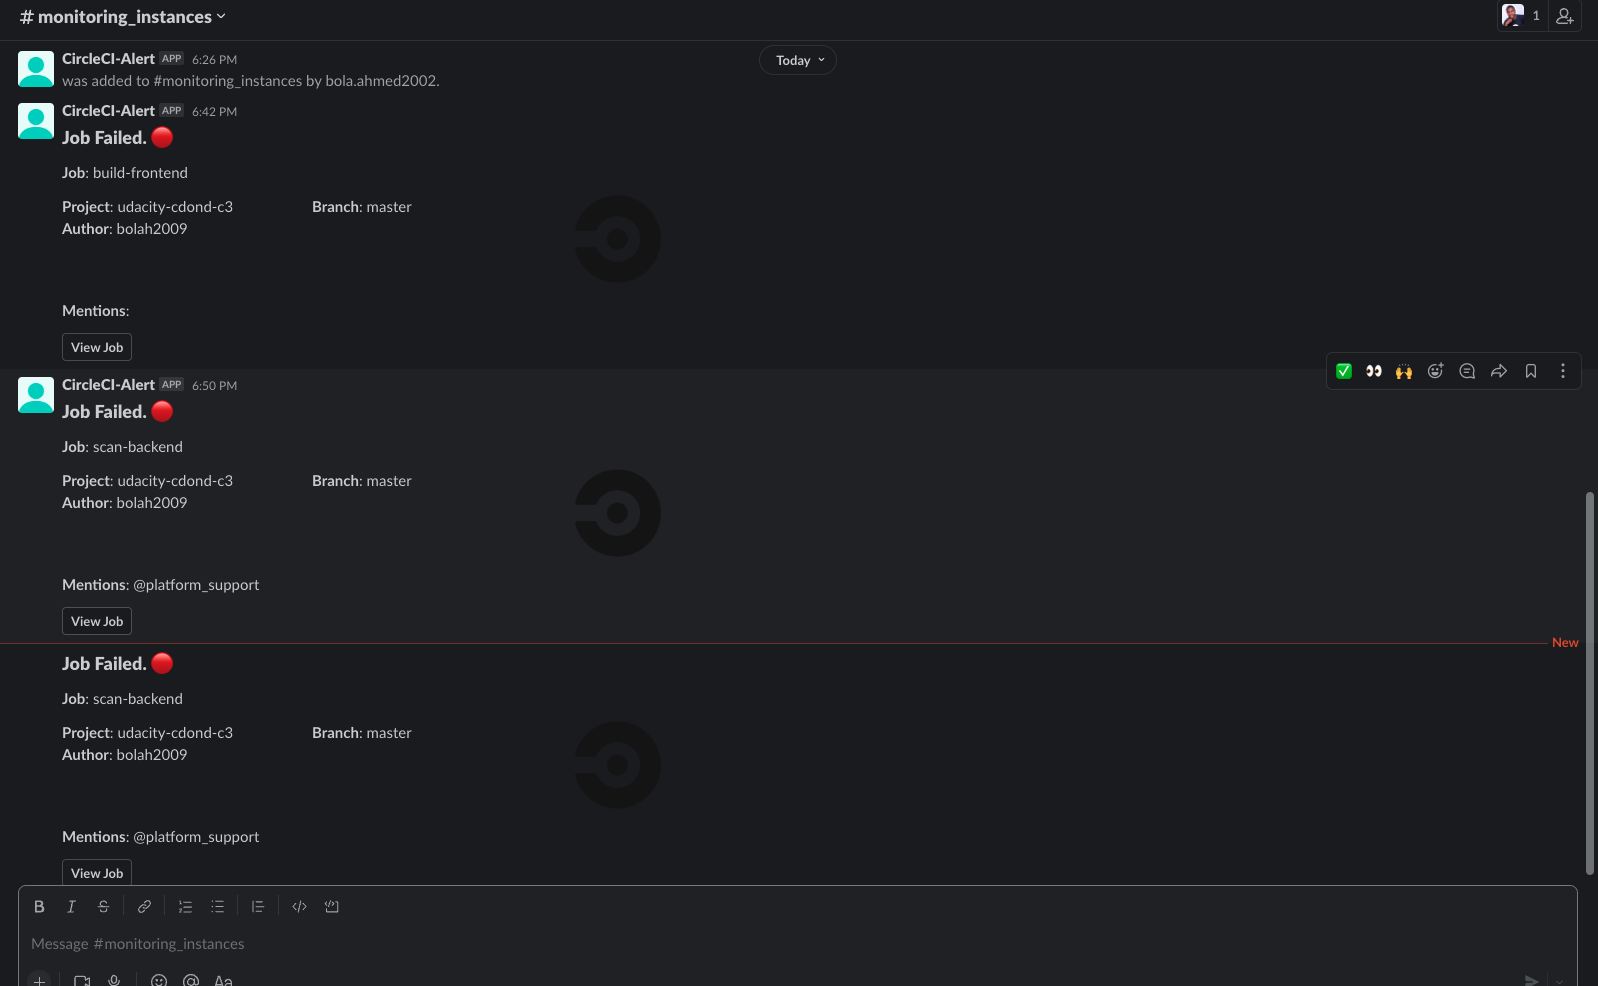 # monitoring_instances
1
Today
CircleCI-Alert APP 6:26 PM
was added to #monitoring_instances by bola.ahmed2002.
CircleCI-Alert APP 6:42 PM
Job Failed.
Job: build-frontend
Project: udacity-cdond-c3 Branch: master
Author: bolah2009
Mentions:
View Job
CircleCI-Alert APP 6:50 PM
Job Failed.
Job: scan-backend
Project: udacity-cdond-c3 Branch: master
Author: bolah2009
Mentions: @platform_support
View Job
New
Job Failed.
Job: scan-backend
Project: udacity-cdond-c3 Branch: master
Author: bolah2009
Mentions: @platform_support
View Job
B I S
Message #monitoring_instances
Aa